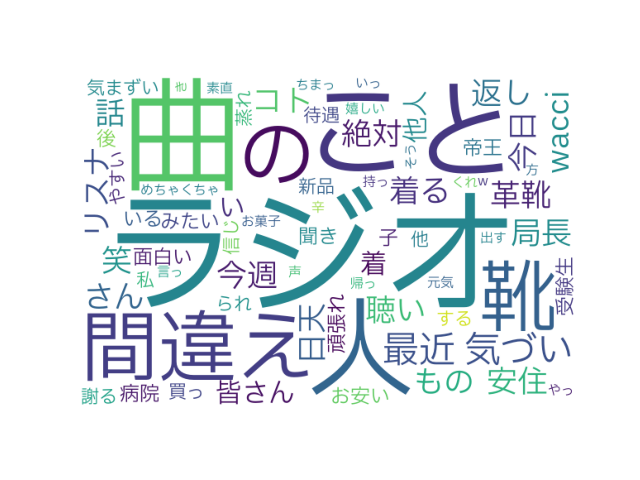 気まずい
素直
他
ちまっ
いっ
曲
のこと
コト
蒸れ
待遇
嬉しい
他人
返し
wacci
話
後
リスナー
やすい
絶対
そう
帝王
今日
方
めちゃくちゃ
新品
持っ
着る
くれ
w
革靴
ラジオ
いる
みたい
い
お菓子
辛
信じ
聞き
子
他
出す
局長
笑
面白い
私
言っ
今週
声
着
帰っ
元気
靴
受験生
さん
られ
日天
頑張れ
聴い
する
間違え
人
最近
気づい
謝る
病院
買っ
皆さん
お安い
もの
安住
やっ